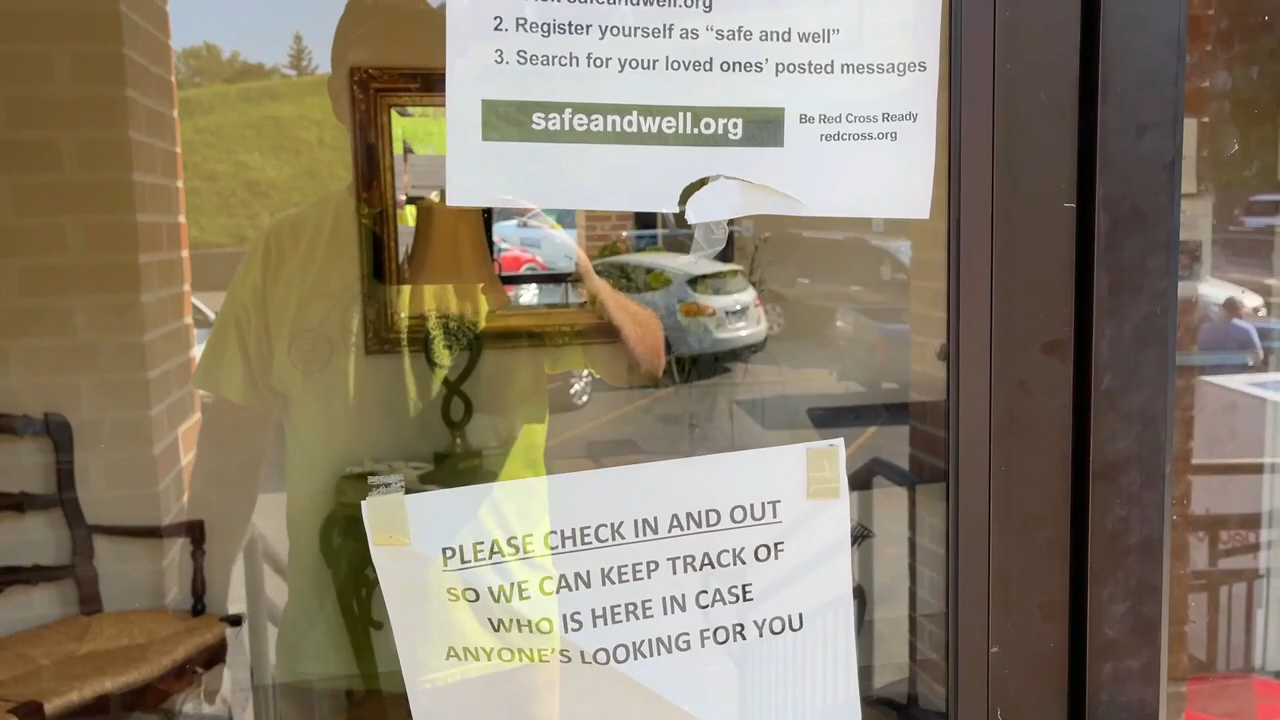 safeandwell.org
2. Register yourself as “safe and well”
3. Search for your loved ones’ posted messages
safeandwell.org
Be Red Cross Ready
redcross.org
PLEASE CHECK IN AND OUT
SO WE CAN KEEP TRACK OF
WHO IS HERE IN CASE
ANYONE’S LOOKING FOR YOU